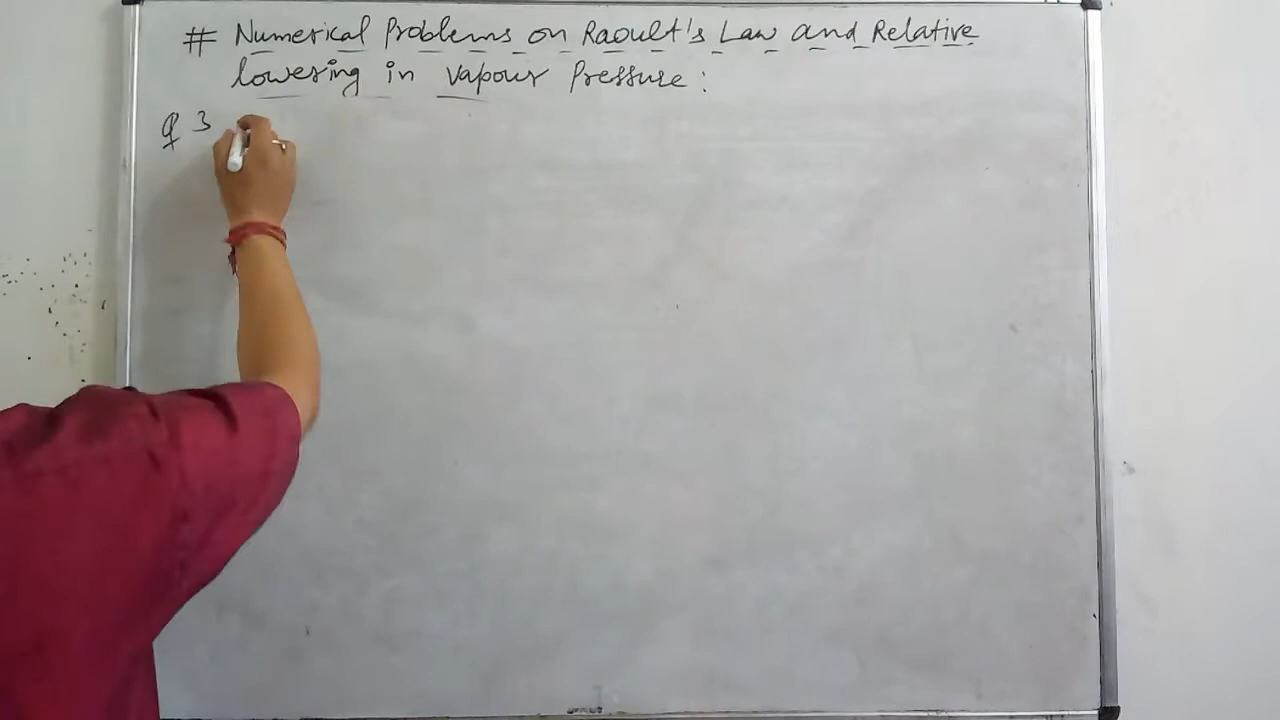 # Numerical Problems on Raoult's Law and Relative
lowering in vapour Pressure :
Q 3